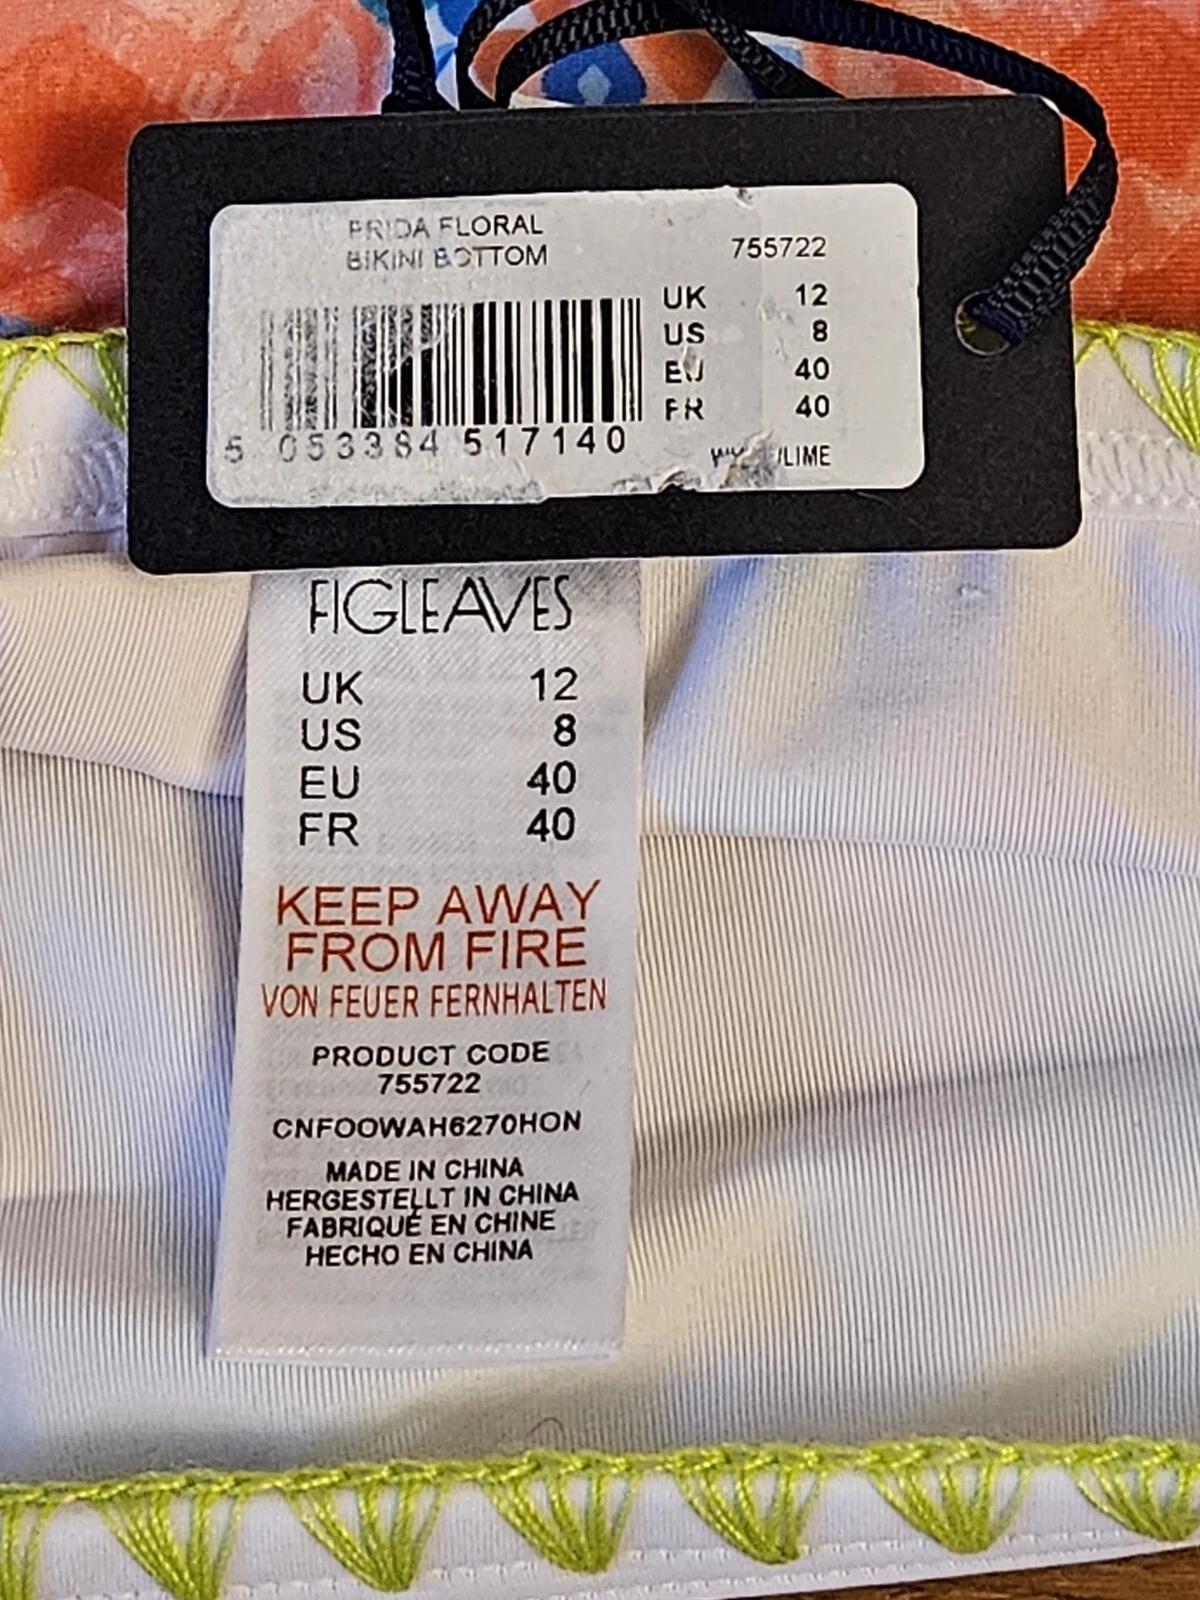 FRIDA FLORAL
BIKINI BOTTOM
755722
UK 12
US 8
EU 40
FR 40
/LIME
5 053384 517140
FIGLEAVES
UK 12
US 8
EU 40
FR 40
KEEP AWAY
FROM FIRE
VON FEUER FERNHALTEN
PRODUCT CODE
755722
CNFOOWAH6270HON
MADE IN CHINA
HERGESTELLT IN CHINA
FABRIQUÉ EN CHINE
HECHO EN CHINA